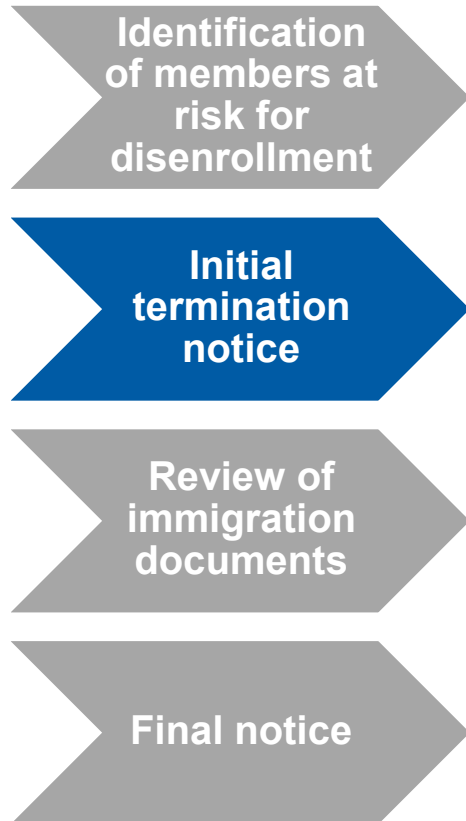 Identification
of members at
risk for
disenrollment
Initial
termination
notice
Review of
immigration
documents
Final notice